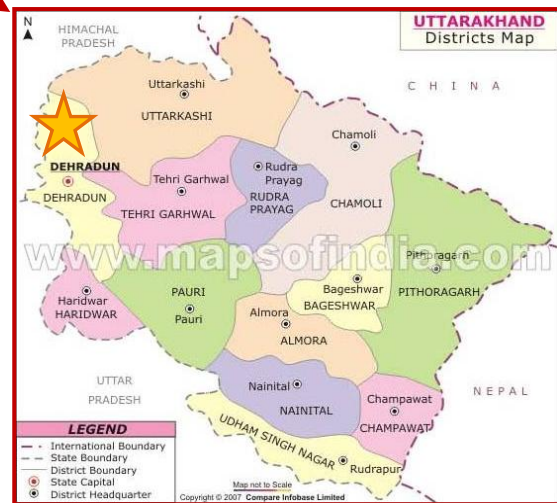 N
HIMACHAL
PRADESH
UTTARAKHAND
Districts Map
CHINA
Uttarkashi
UTTARKASHI
Chamoli
CHAMOLI
DEHRADUN
DEHRADUN
Tehri Garhwal
TEHRI GARHWAL
Rudra
Prayag
RUDRA
PRAYAG
www.mapsofindia.com
Pithoragarh
PITHORAGARH
Haridwar
HARIDWAR
PAURI
Pauri
Bageshwar
BAGESHWAR
Almora
ALMORA
UTTAR
PRADESH
Nainital
NAINITAL
Champawat
CHAMPAWAT
NEPAL
UDHAM SINGH NAGAR
Rudrapur
LEGEND
International Boundary
State Boundary
District Boundary
State Capital
District Headquarter
Map not to Scale
Copyright © 2007 Compare Infobase Limited